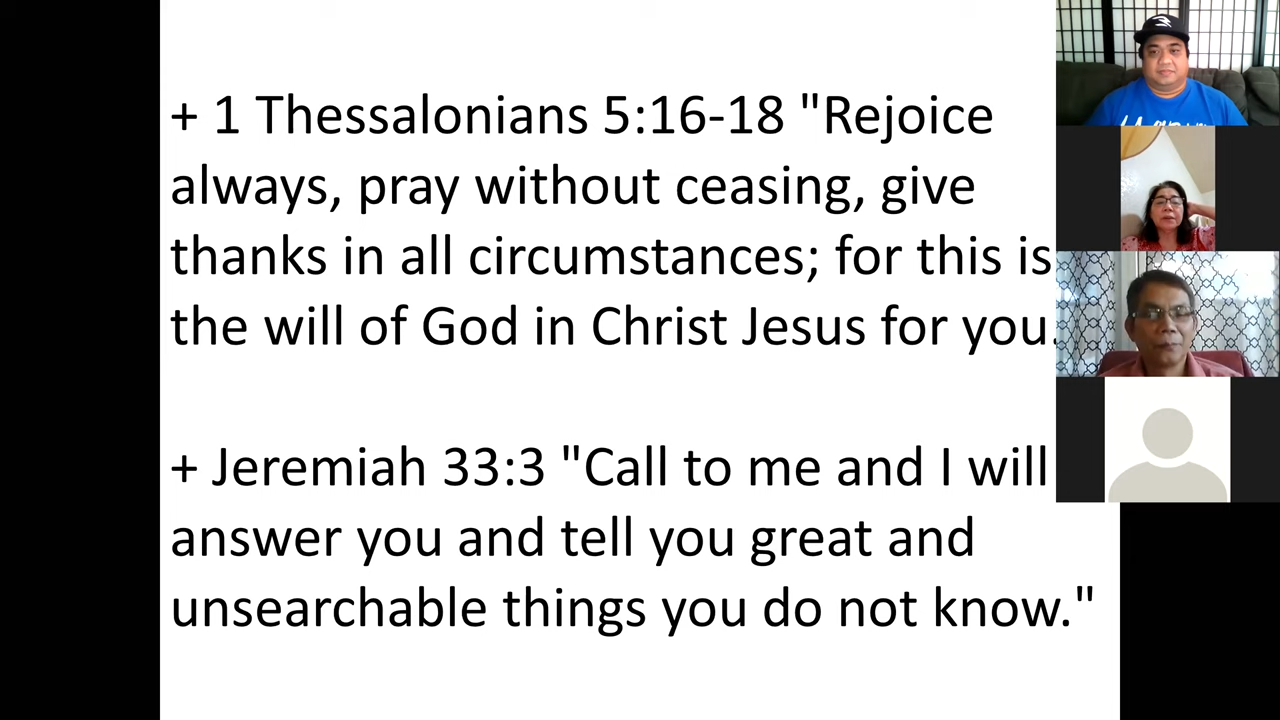 + 1 Thessalonians 5:16-18 "Rejoice
always, pray without ceasing, give
thanks in all circumstances; for this is
the will of God in Christ Jesus for you.
+ Jeremiah 33:3 "Call to me and I will
answer you and tell you great and
unsearchable things you do not know."